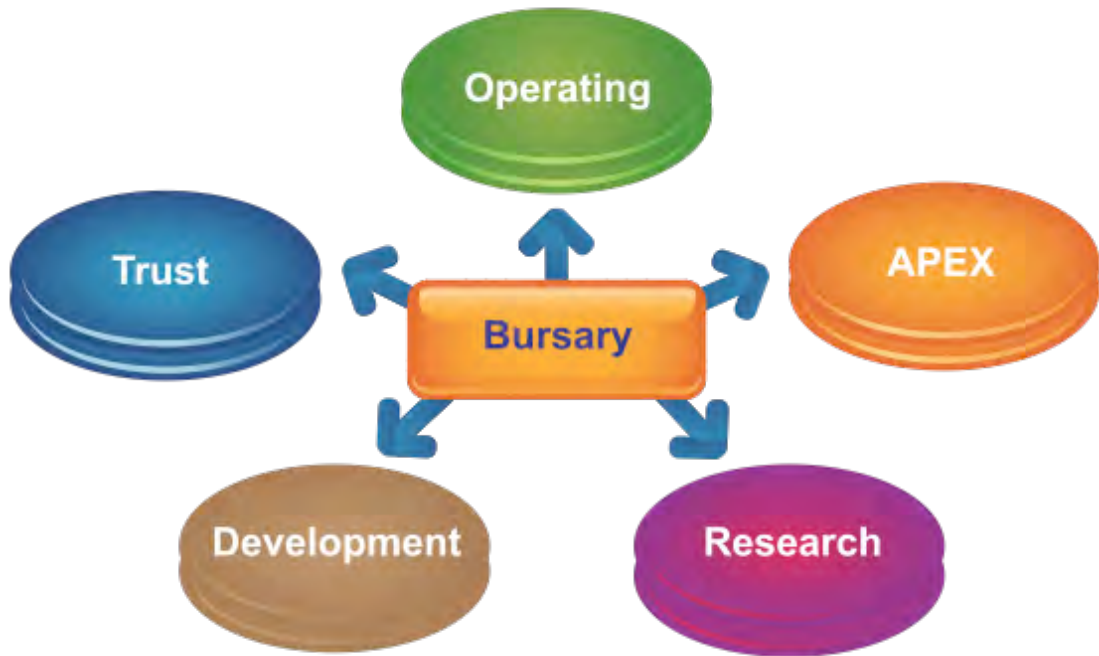 Operating
Trust
APEX
Bursary
Development
Research